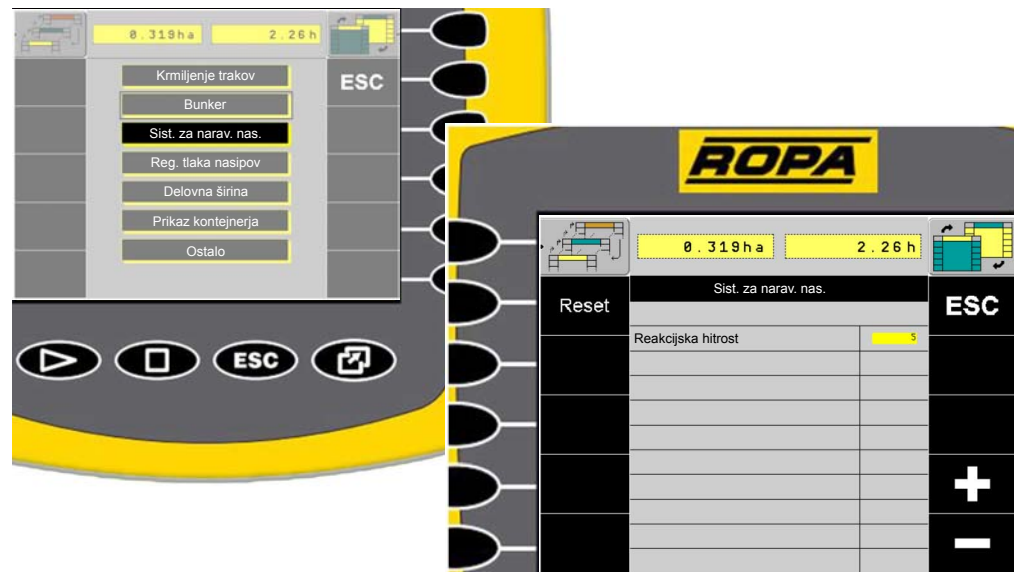 0.319ha 2.26h
Krmiljenje trakov
ESC
Bunker
Sist. za narav. nas.
Reg. tlaka nasipov
Delovna širina
Prikaz kontejnerja
Ostalo
ESC
ROPA
0.319ha 2.26h
Reset
Sist. za narav. nas.
ESC
Reakcijska hitrost 5